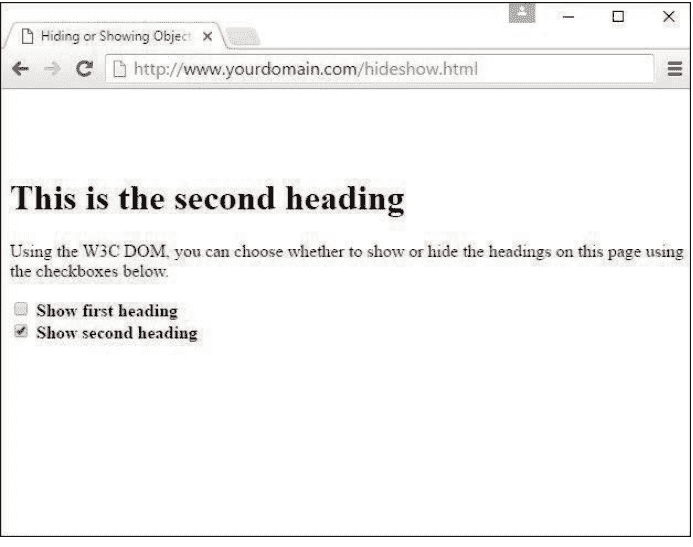 Hiding or Showing Object
http://www.yourdomain.com/hideshow.html
This is the second heading
Using the W3C DOM, you can choose whether to show or hide the headings on this page using
the checkboxes below.
Show first heading
Show second heading